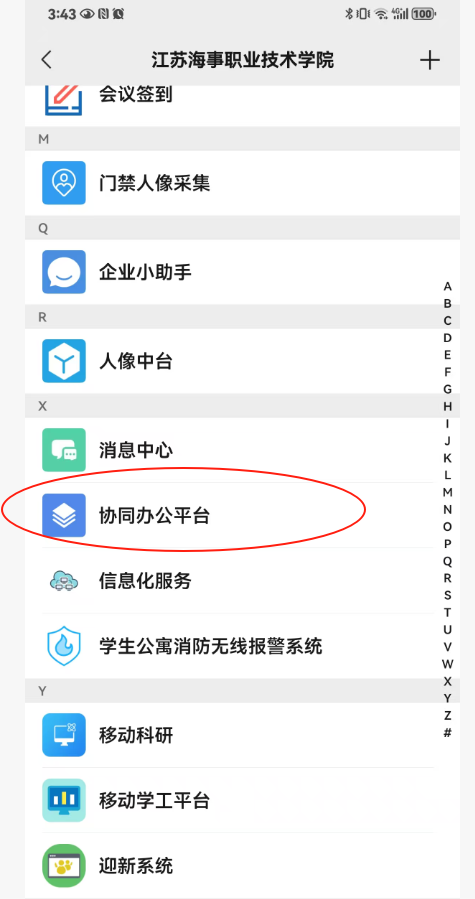 3:43
4G
100
江苏海事职业技术学院
会议签到
M
门禁人像采集
Q
企业小助手
R
人像中台
X
消息中心
协同办公平台
信息化服务
学生公寓消防无线报警系统
Y
移动科研
移动学工平台
迎新系统
A
B
C
D
E
F
G
H
I
J
K
L
M
N
O
P
Q
R
S
T
U
V
W
X
Y
Z
#